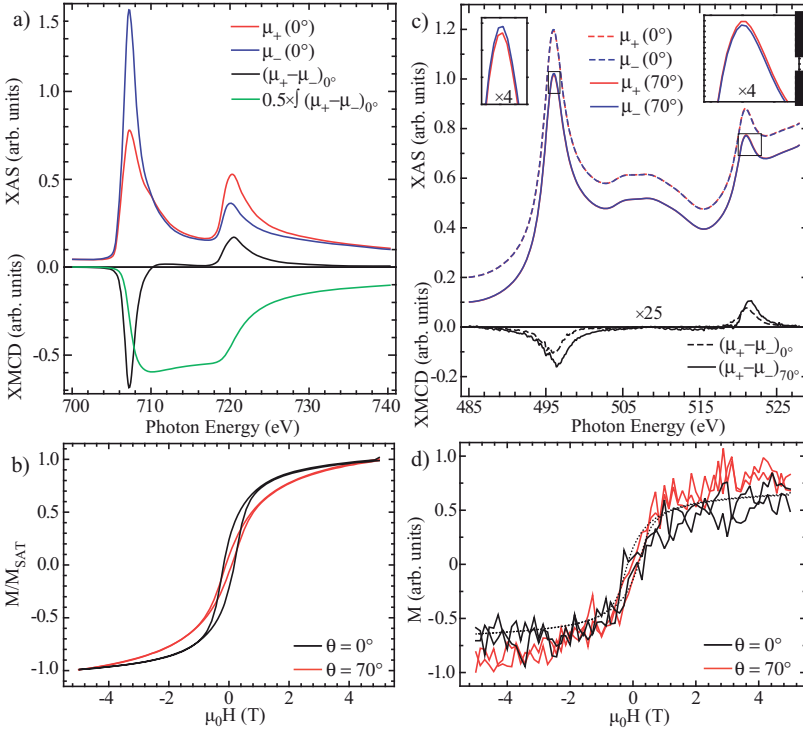 a)
μ₊ (0°)
μ₋ (0°)
(μ₊−μ₋)₀°
0.5×∫ (μ₊−μ₋)₀°
XAS (arb. units)
1.5
1.0
0.5
0.0
-0.5
XMCD (arb. units)
700
710
720
730
740
Photon Energy (eV)
b)
M/M_SAT
1.0
0.5
0.0
-0.5
-1.0
θ = 0°
θ = 70°
-4
-2
0
2
4
μ₀H (T)
c)
×4
μ₊ (0°)
μ₋ (0°)
μ₊ (70°)
μ₋ (70°)
×4
XAS (arb. units)
1.2
1.0
0.8
0.6
0.4
0.2
0.0
-0.2
×25
(μ₊−μ₋)₀°
(μ₊−μ₋)₇₀°
XMCD (arb. units)
485
495
505
515
525
Photon Energy (eV)
d)
M (arb. units)
1.0
0.5
0
-0.5
-1.0
θ = 0°
θ = 70°
-4
-2
0
2
4
μ₀H (T)